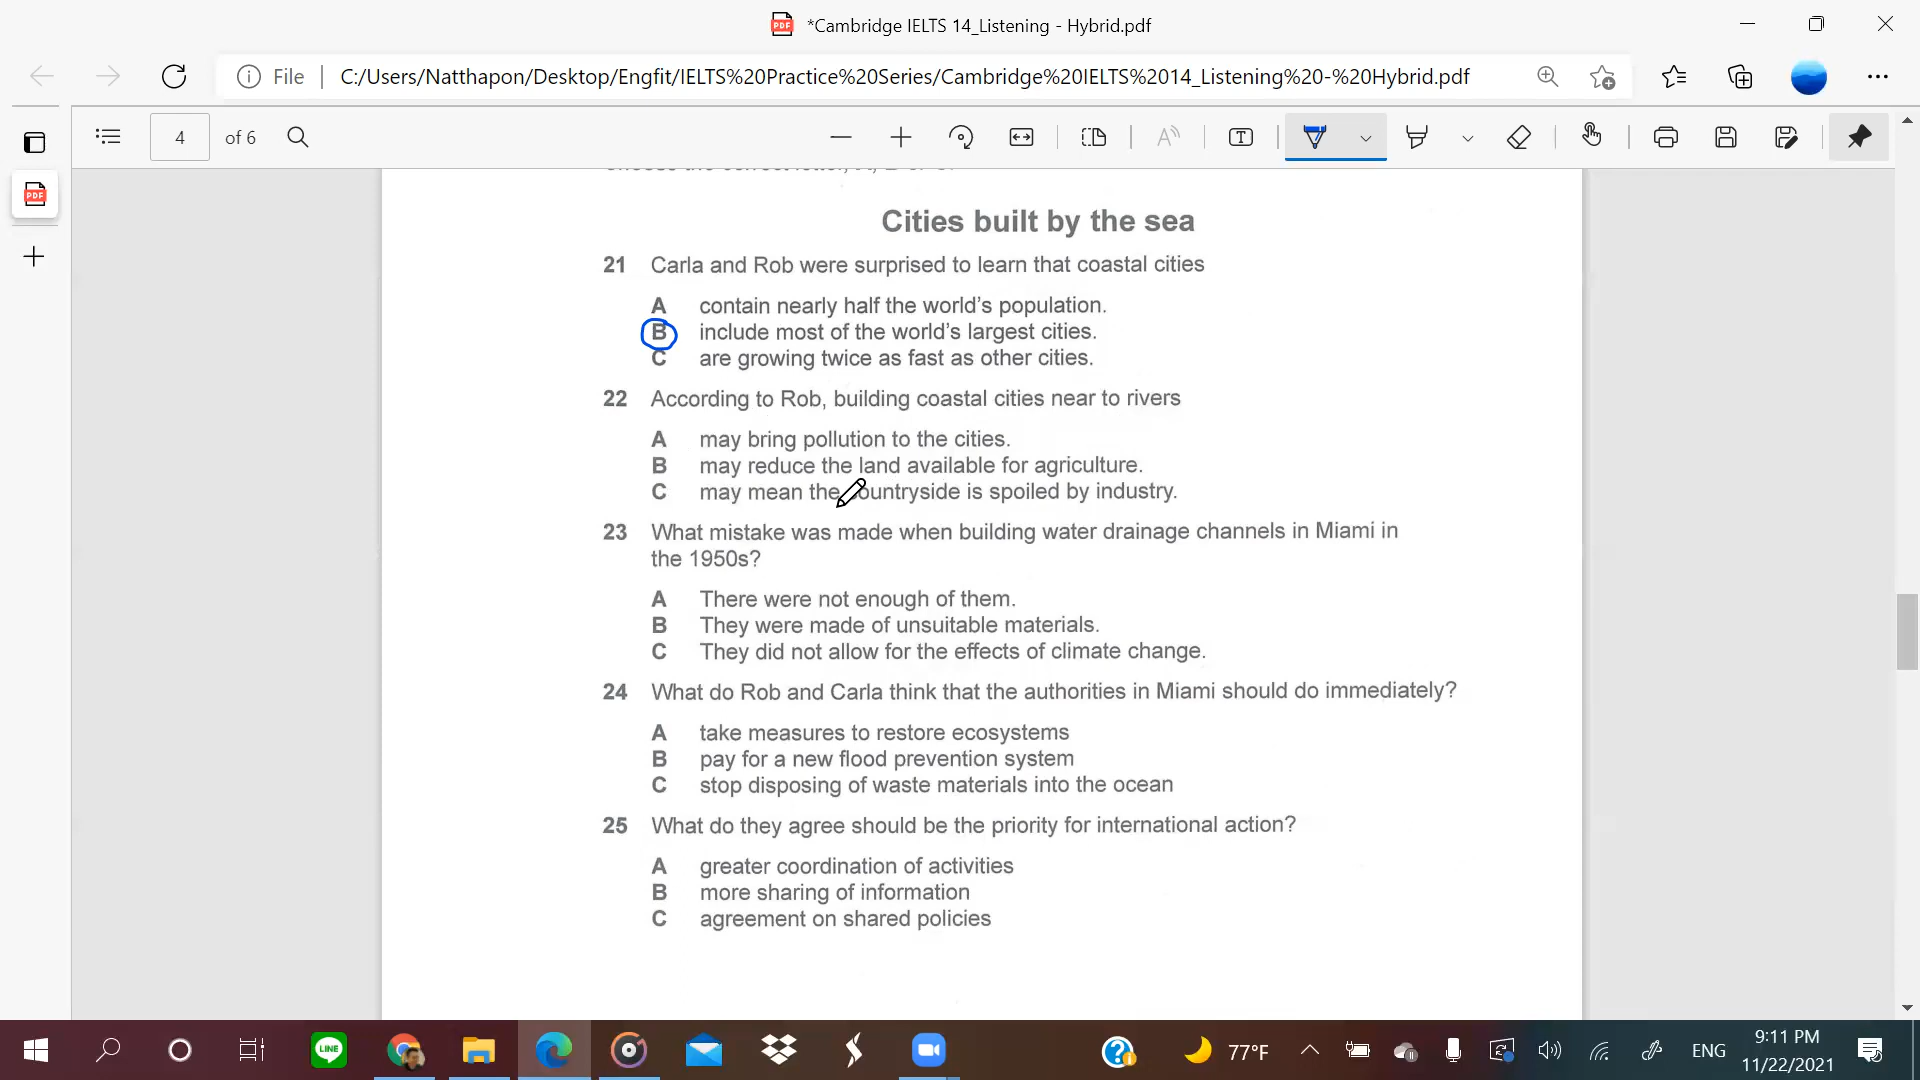 *Cambridge IELTS 14_Listening - Hybrid.pdf
File | C:/Users/Natthapon/Desktop/Engfit/IELTS%20Practice%20Series/Cambridge%20IELTS%2014_Listening%20-%20Hybrid.pdf
4 of 6
Cities built by the sea
21 Carla and Rob were surprised to learn that coastal cities
A contain nearly half the world's population.
B include most of the world's largest cities.
C are growing twice as fast as other cities.
22 According to Rob, building coastal cities near to rivers
A may bring pollution to the cities.
B may reduce the land available for agriculture.
C may mean the countryside is spoiled by industry.
23 What mistake was made when building water drainage channels in Miami in
the 1950s?
A There were not enough of them.
B They were made of unsuitable materials.
C They did not allow for the effects of climate change.
24 What do Rob and Carla think that the authorities in Miami should do immediately?
A take measures to restore ecosystems
B pay for a new flood prevention system
C stop disposing of waste materials into the ocean
25 What do they agree should be the priority for international action?
A greater coordination of activities
B more sharing of information
C agreement on shared policies
LINE
77°F
ENG
9:11 PM
11/22/2021